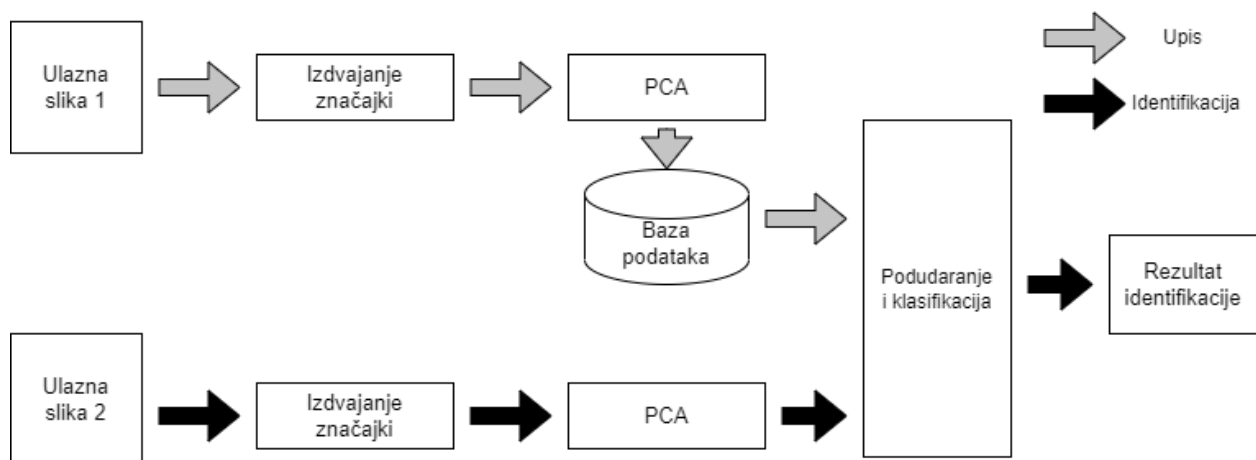 Ulazna
slika 1
Izdvajanje
značajki
PCA
Upis
Identifikacija
Baza
podataka
Podudaranje
i klasifikacija
Rezultat
identifikacije
Ulazna
slika 2
Izdvajanje
značajki
PCA